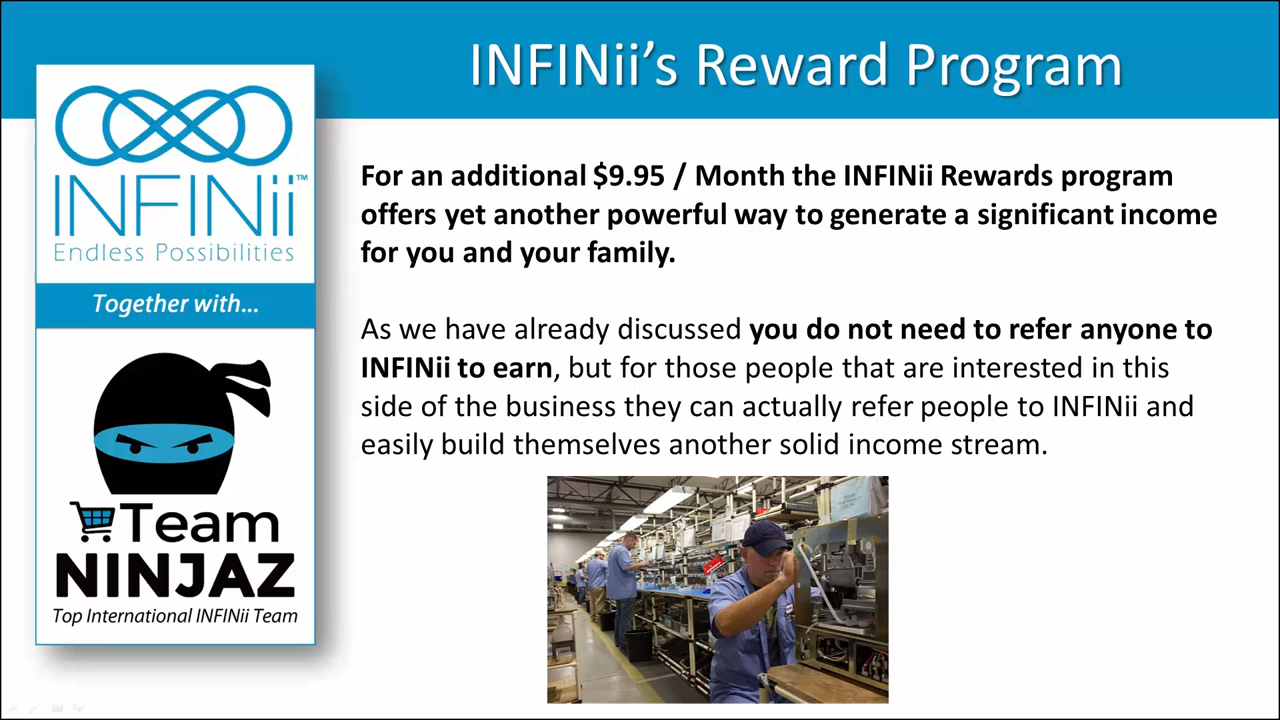 INFINii’s Reward Program
INFINii™
Endless Possibilities
Together with...
Team
NINJAZ
Top International INFINii Team
For an additional $9.95 / Month the INFINii Rewards program
offers yet another powerful way to generate a significant income
for you and your family.
As we have already discussed you do not need to refer anyone to
INFINii to earn, but for those people that are interested in this
side of the business they can actually refer people to INFINii and
easily build themselves another solid income stream.